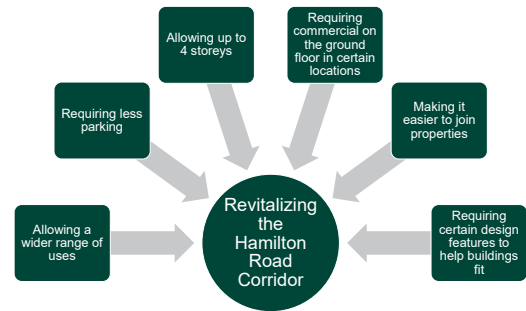 Allowing up to
4 storeys
Requiring
commercial on
the ground
floor in certain
locations
Requiring less
parking
Making it
easier to join
properties
Allowing a
wider range of
uses
Revitalizing
the
Hamilton
Road
Corridor
Requiring
certain design
features to
help buildings
fit